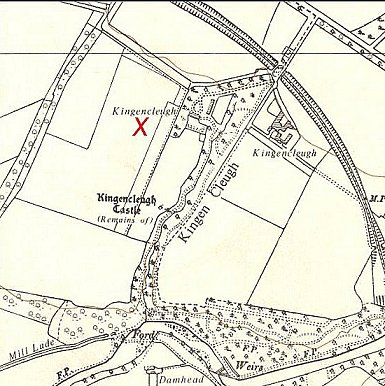 Kingencleugh
X
Kingencleugh
Kingencleugh
Castle
(Remains of)
Kingen Cleugh
M.P.
Mill Lade
Ford
Weirs
F.P.
F.P.
F.P.
Damhead